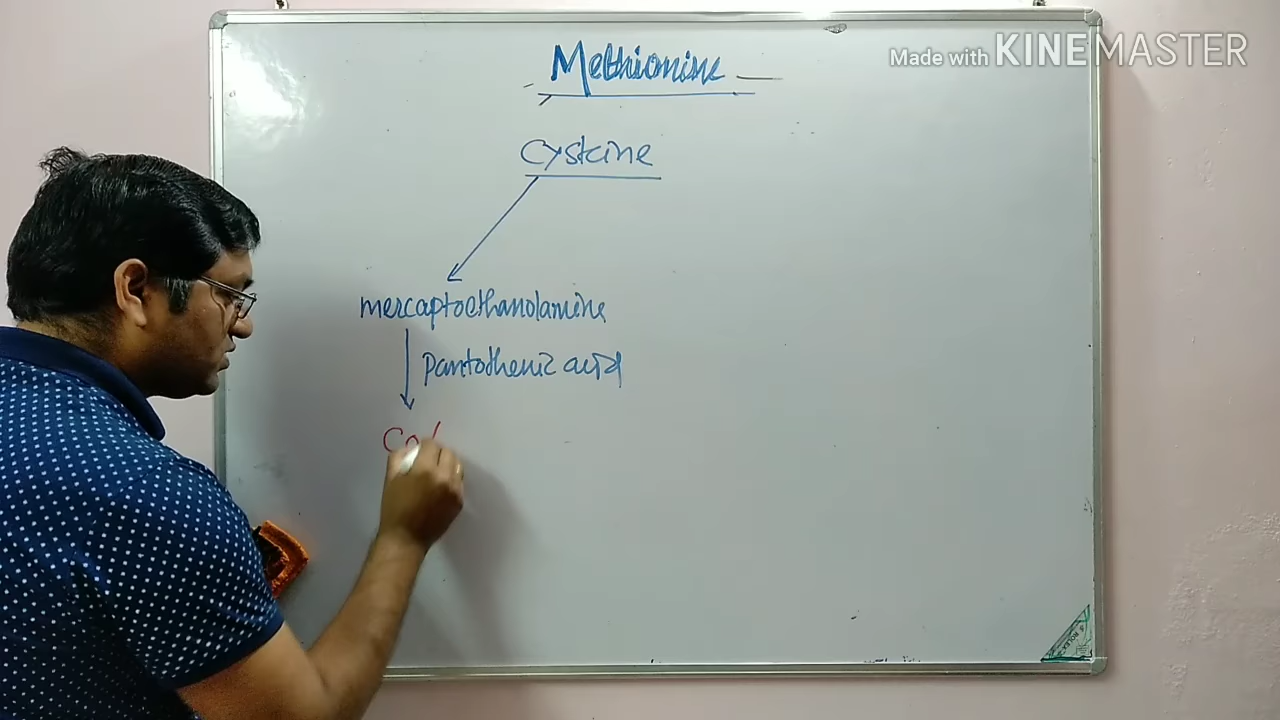 Made with KINEMASTER
Methionine
Cysteine
mercaptoethanolamine
Pantothenic acid
Co